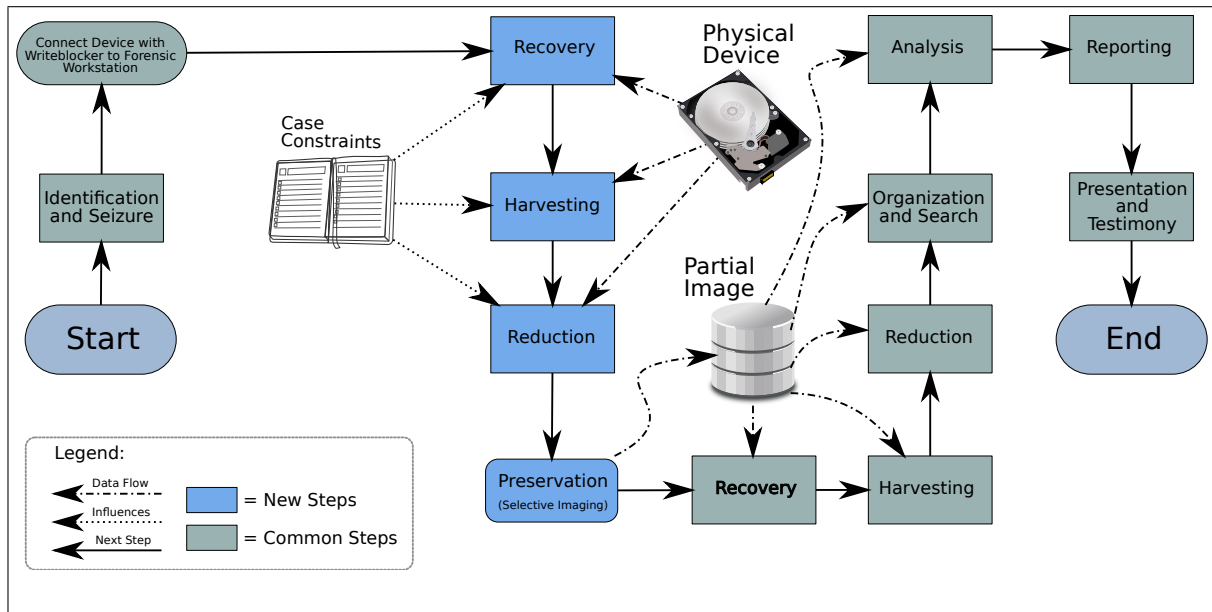 Connect Device with
Writeblocker to Forensic
Workstation
Identification
and Seizure
Start
Case
Constraints
Recovery
Harvesting
Reduction
Preservation
(Selective Imaging)
Physical
Device
Partial
Image
Recovery
Harvesting
Reduction
Organization
and Search
Analysis
Reporting
Presentation
and
Testimony
End
Legend:
Data Flow
Influences
Next Step
= New Steps
= Common Steps